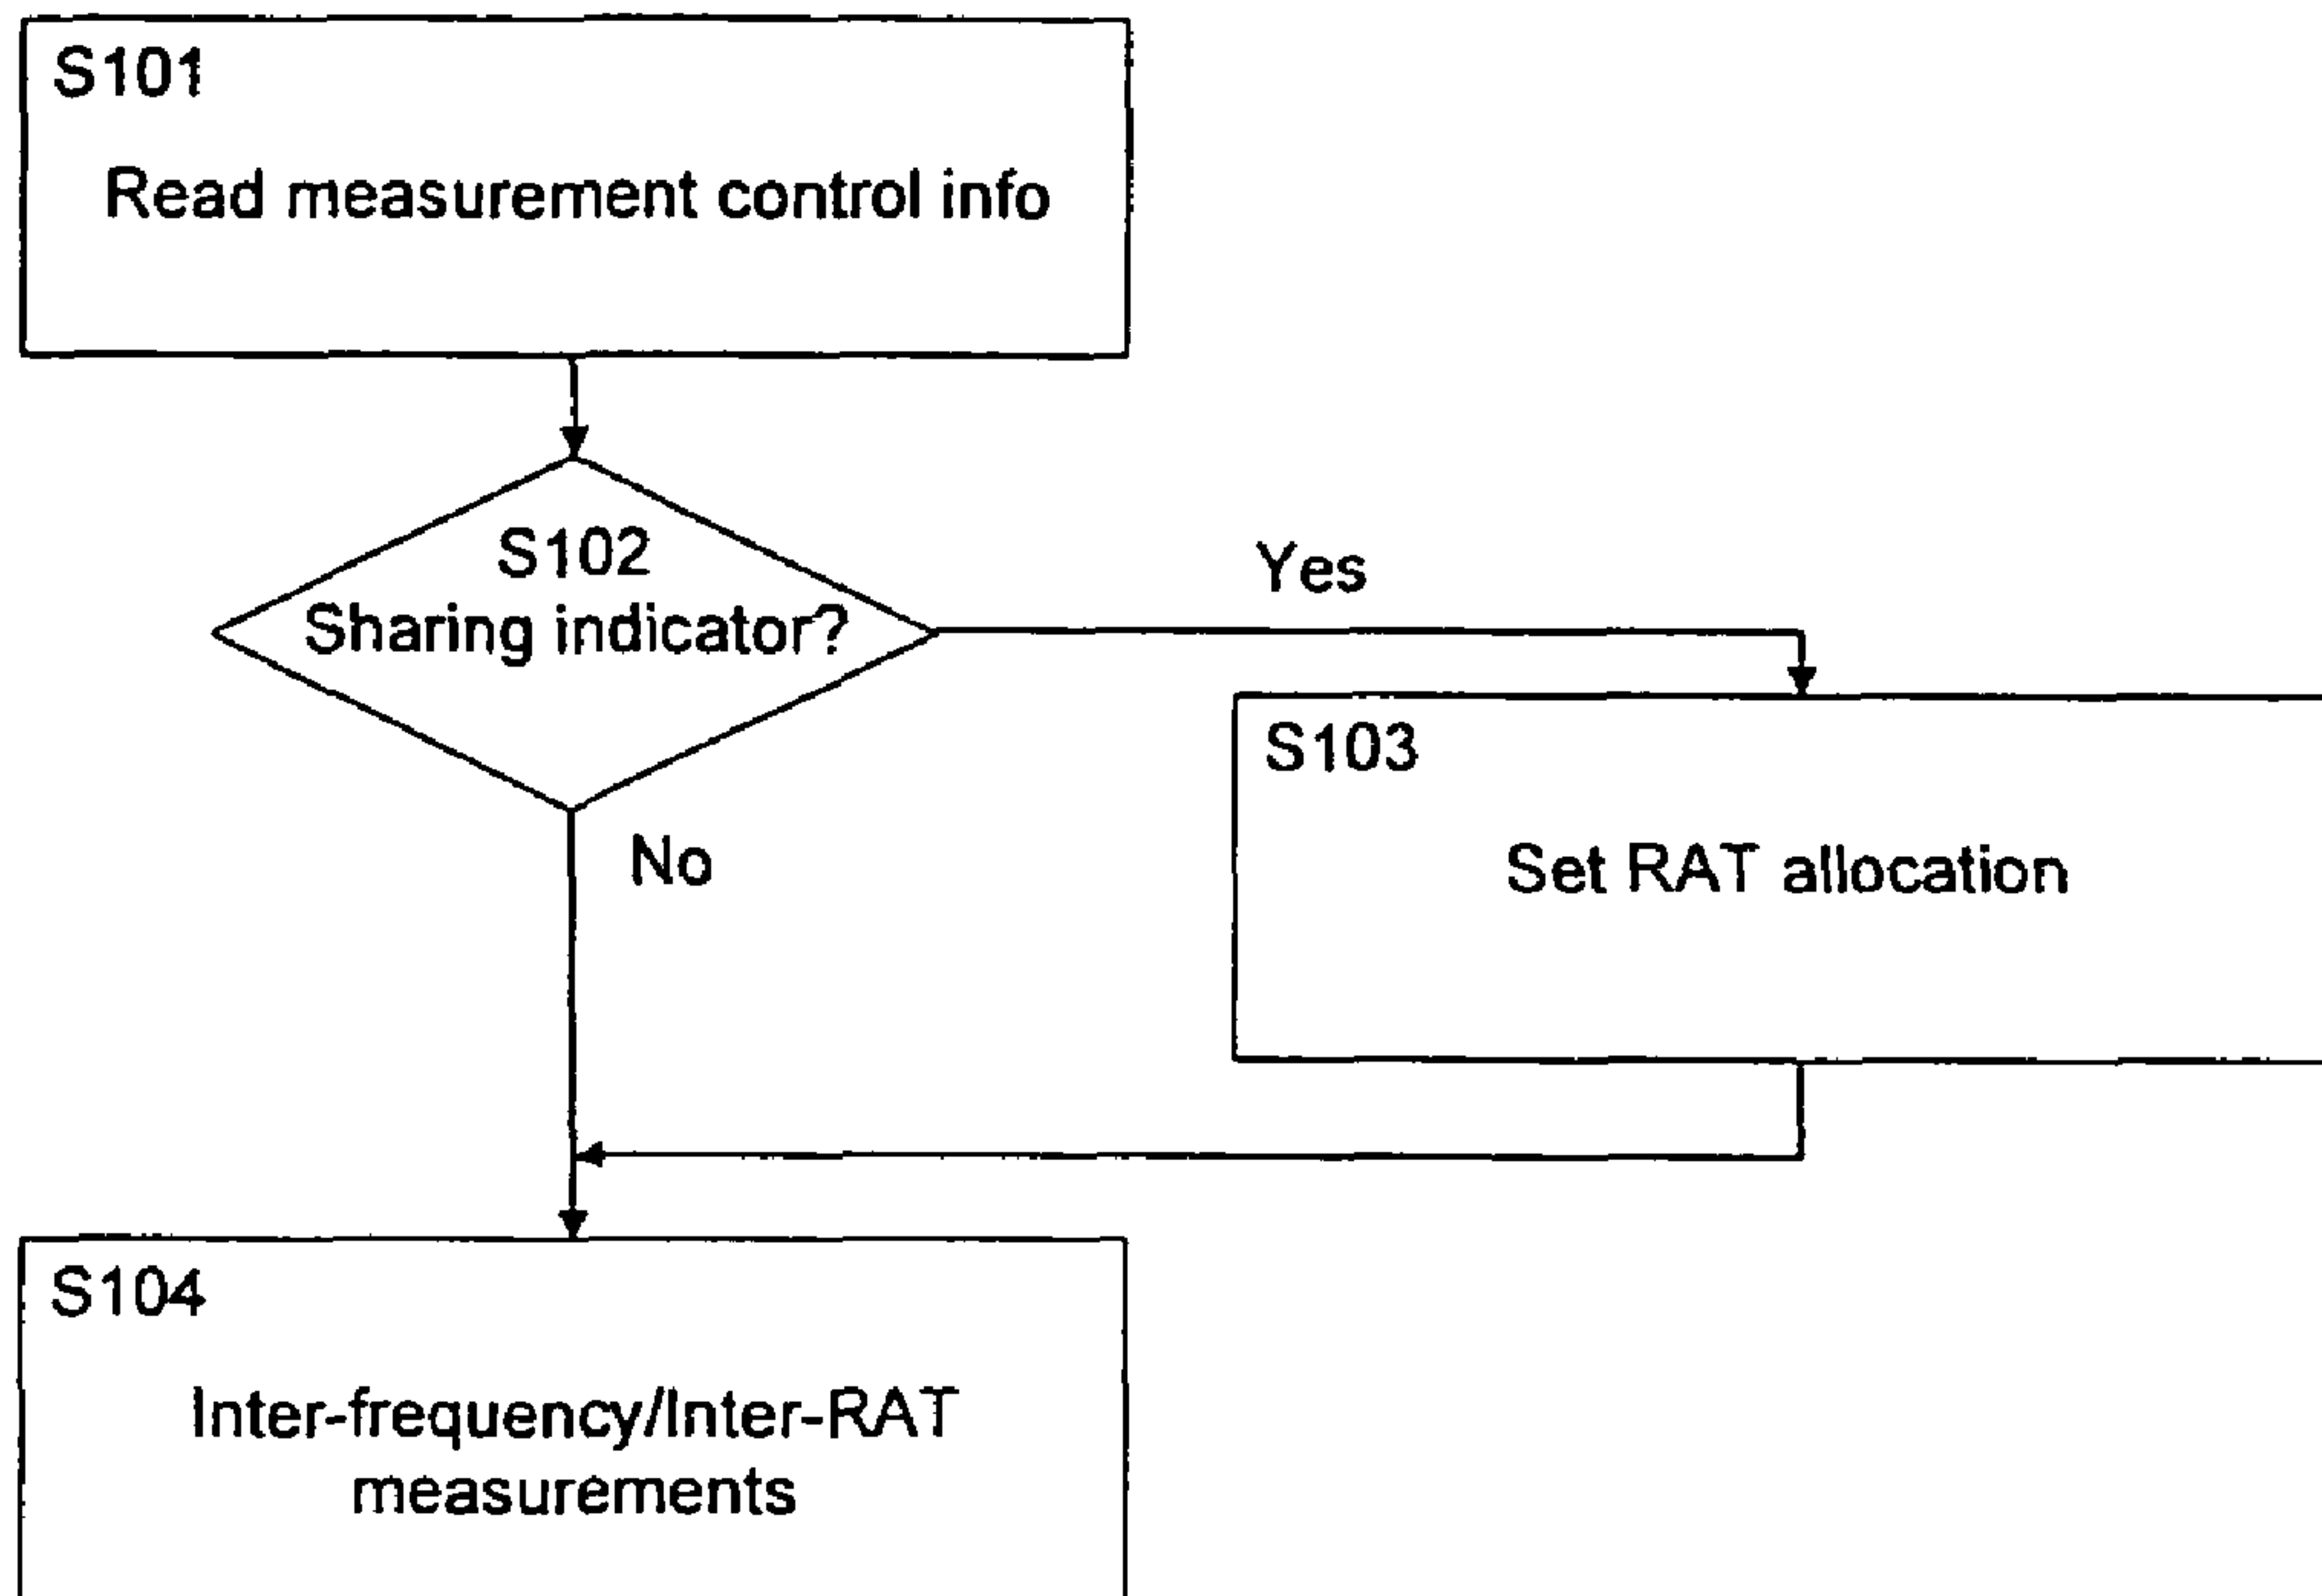 S101
Read measurement control info
S102
Sharing indicator?
Yes
No
S103
Set RAT allocation
S104
Inter-frequency/Inter-RAT
measurements